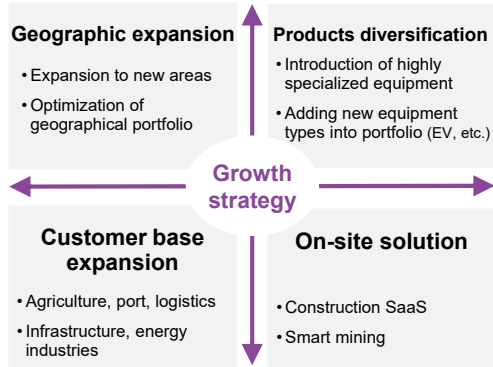 Geographic expansion
• Expansion to new areas
• Optimization of
geographical portfolio
Products diversification
• Introduction of highly
specialized equipment
• Adding new equipment
types into portfolio (EV, etc.)
Growth
strategy
Customer base
expansion
• Agriculture, port, logistics
• Infrastructure, energy
industries
On-site solution
• Construction SaaS
• Smart mining